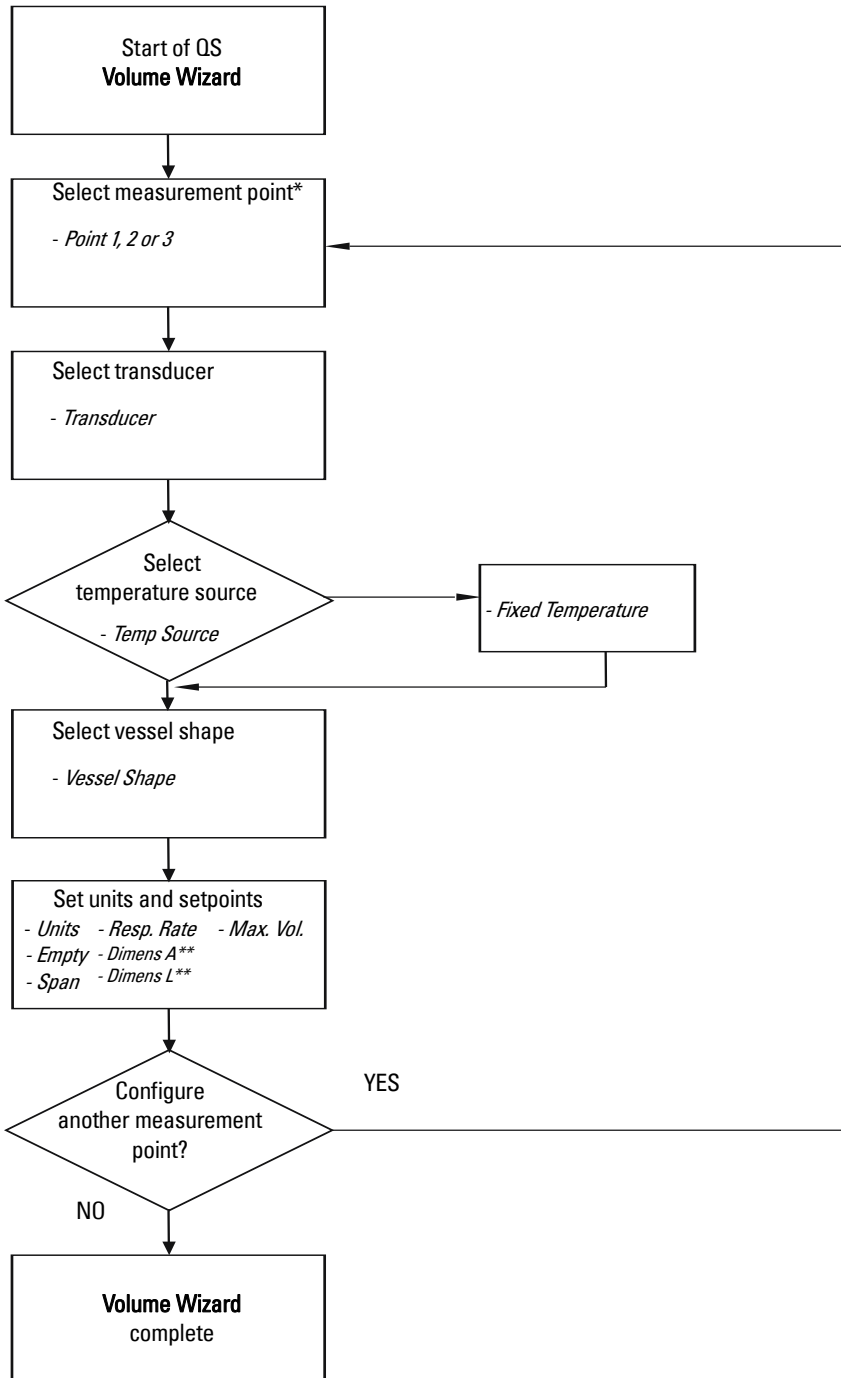 Start of QS
Volume Wizard
Select measurement point*
- Point 1, 2 or 3
Select transducer
- Transducer
Select
temperature source
- Temp Source
- Fixed Temperature
Select vessel shape
- Vessel Shape
Set units and setpoints
- Units - Resp. Rate - Max. Vol.
- Empty - Dimens A**
- Span - Dimens L**
Configure
another measurement
point?
YES
NO
Volume Wizard
complete